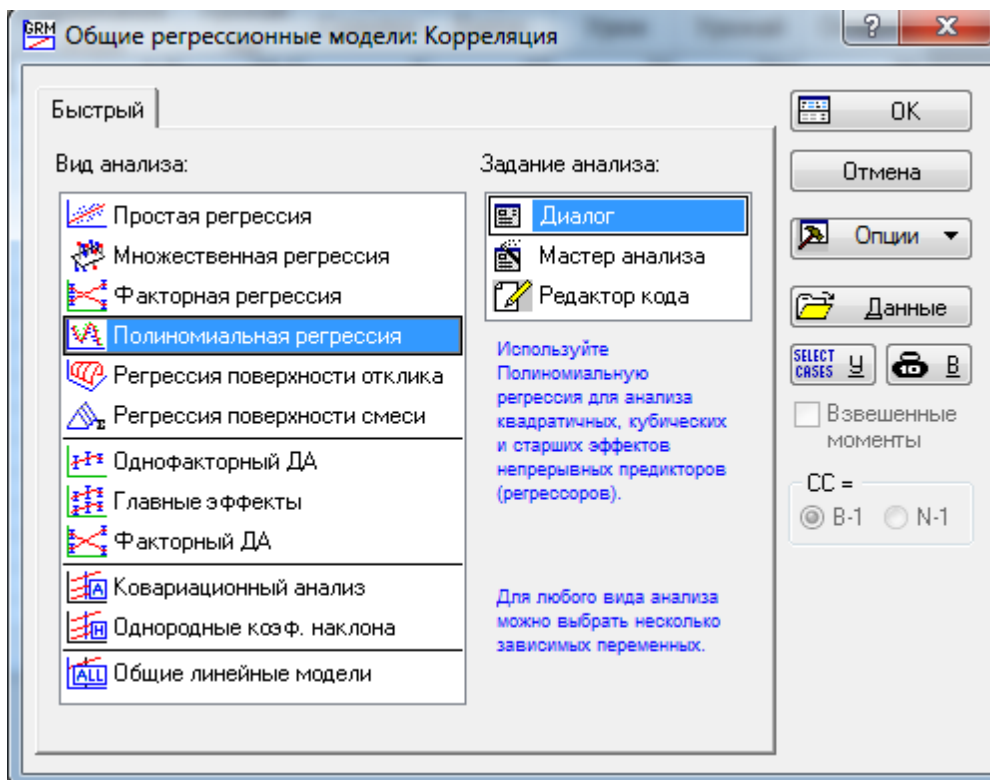 GRM Общие регрессионные модели: Корреляция
Быстрый
Вид анализа:
Простая регрессия
Множественная регрессия
Факторная регрессия
Полиномиальная регрессия
Регрессия поверхности отклика
Регрессия поверхности смеси
Однофакторный ДА
Главные эффекты
Факторный ДА
Ковариационный анализ
Однородные коэф. наклона
ALL Общие линейные модели
Задание анализа:
Диалог
Мастер анализа
Редактор кода
Используйте
Полиномиальную
регрессия для анализа
квадратичных, кубических
и старших эффектов
непрерывных предикторов
(регрессоров).
Для любого вида анализа
можно выбрать несколько
зависимых переменных.
?
X
OK
Отмена
Опции
Данные
SELECT CASES У
В
Взвешенные
моменты
СС =
В-1 N-1